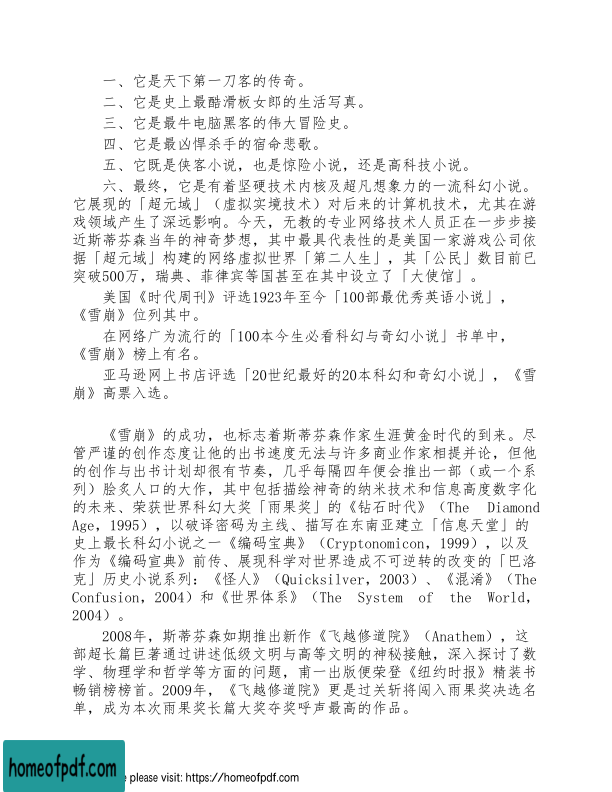 一、它是天下第一刀客的传奇。
二、它是史上最酷滑板女郎的生活写真。
三、它是最牛电脑黑客的伟大冒险史。
四、它是最凶悍杀手的宿命悲歌。
五、它既是侠客小说，也是惊险小说，还是高科技小说。
六、最终，它是有着坚硬技术内核及超凡想象力的一流科幻小说。
它展现的「超元域」（虚拟实境技术）对后来的计算机技术，尤其在游
戏领域产生了深远影响。今天，无数的专业网络技术人员正在一步步接
近斯蒂芬森当年的神奇梦想，其中最具代表性的是美国一家游戏公司依
据「超元域」构建的网络虚拟世界「第二人生」，其「公民」数目前已
突破500万，瑞典、菲律宾等国甚至在其中设立了「大使馆」。
美国《时代周刊》评选1923年至今「100部最优秀英语小说」，
《雪崩》位列其中。
在网络广为流行的「100本今生必看科幻与奇幻小说」书单中，
《雪崩》榜上有名。
亚马逊网上书店评选「20世纪最好的20本科幻和奇幻小说」，《雪
崩》高票入选。
《雪崩》的成功，也标志着斯蒂芬森作家生涯黄金时代的到来。尽
管严谨的创作态度让他的出书速度无法与许多商业作家相提并论，但他
的创作与出书计划却很有节奏，几乎每隔四年便会推出一部（或一个系
列）脍炙人口的大作，其中包括描绘神奇的纳米技术和信息高度数字化
的未来、荣获世界科幻大奖「雨果奖」的《钻石时代》（The Diamond
Age，1995），以破译密码为主线、描写在东南亚建立「信息天堂」的
史上最长科幻小说之一《编码宝典》（Cryptonomicon，1999），以及
作为《编码宣典》前传、展现科学对世界造成不可逆转的改变的「巴洛
克」历史小说系列：《怪人》（Quicksilver，2003）、《混淆》（The
Confusion，2004）和《世界体系》（The System of the World，
2004）。
2008年，斯蒂芬森如期推出新作《飞越修道院》（Anathem），这
部超长篇巨著通过讲述低级文明与高等文明的神秘接触，深入探讨了数
学、物理学和哲学等方面的问题，甫一出版便荣登《纽约时报》精装书
畅销榜榜首。2009年，《飞越修道院》更是过关斩将闯入雨果奖决选名
单，成为本次雨果奖长篇大奖夺奖呼声最高的作品。
homeofpdf.com
please visit: https://homeofpdf.com